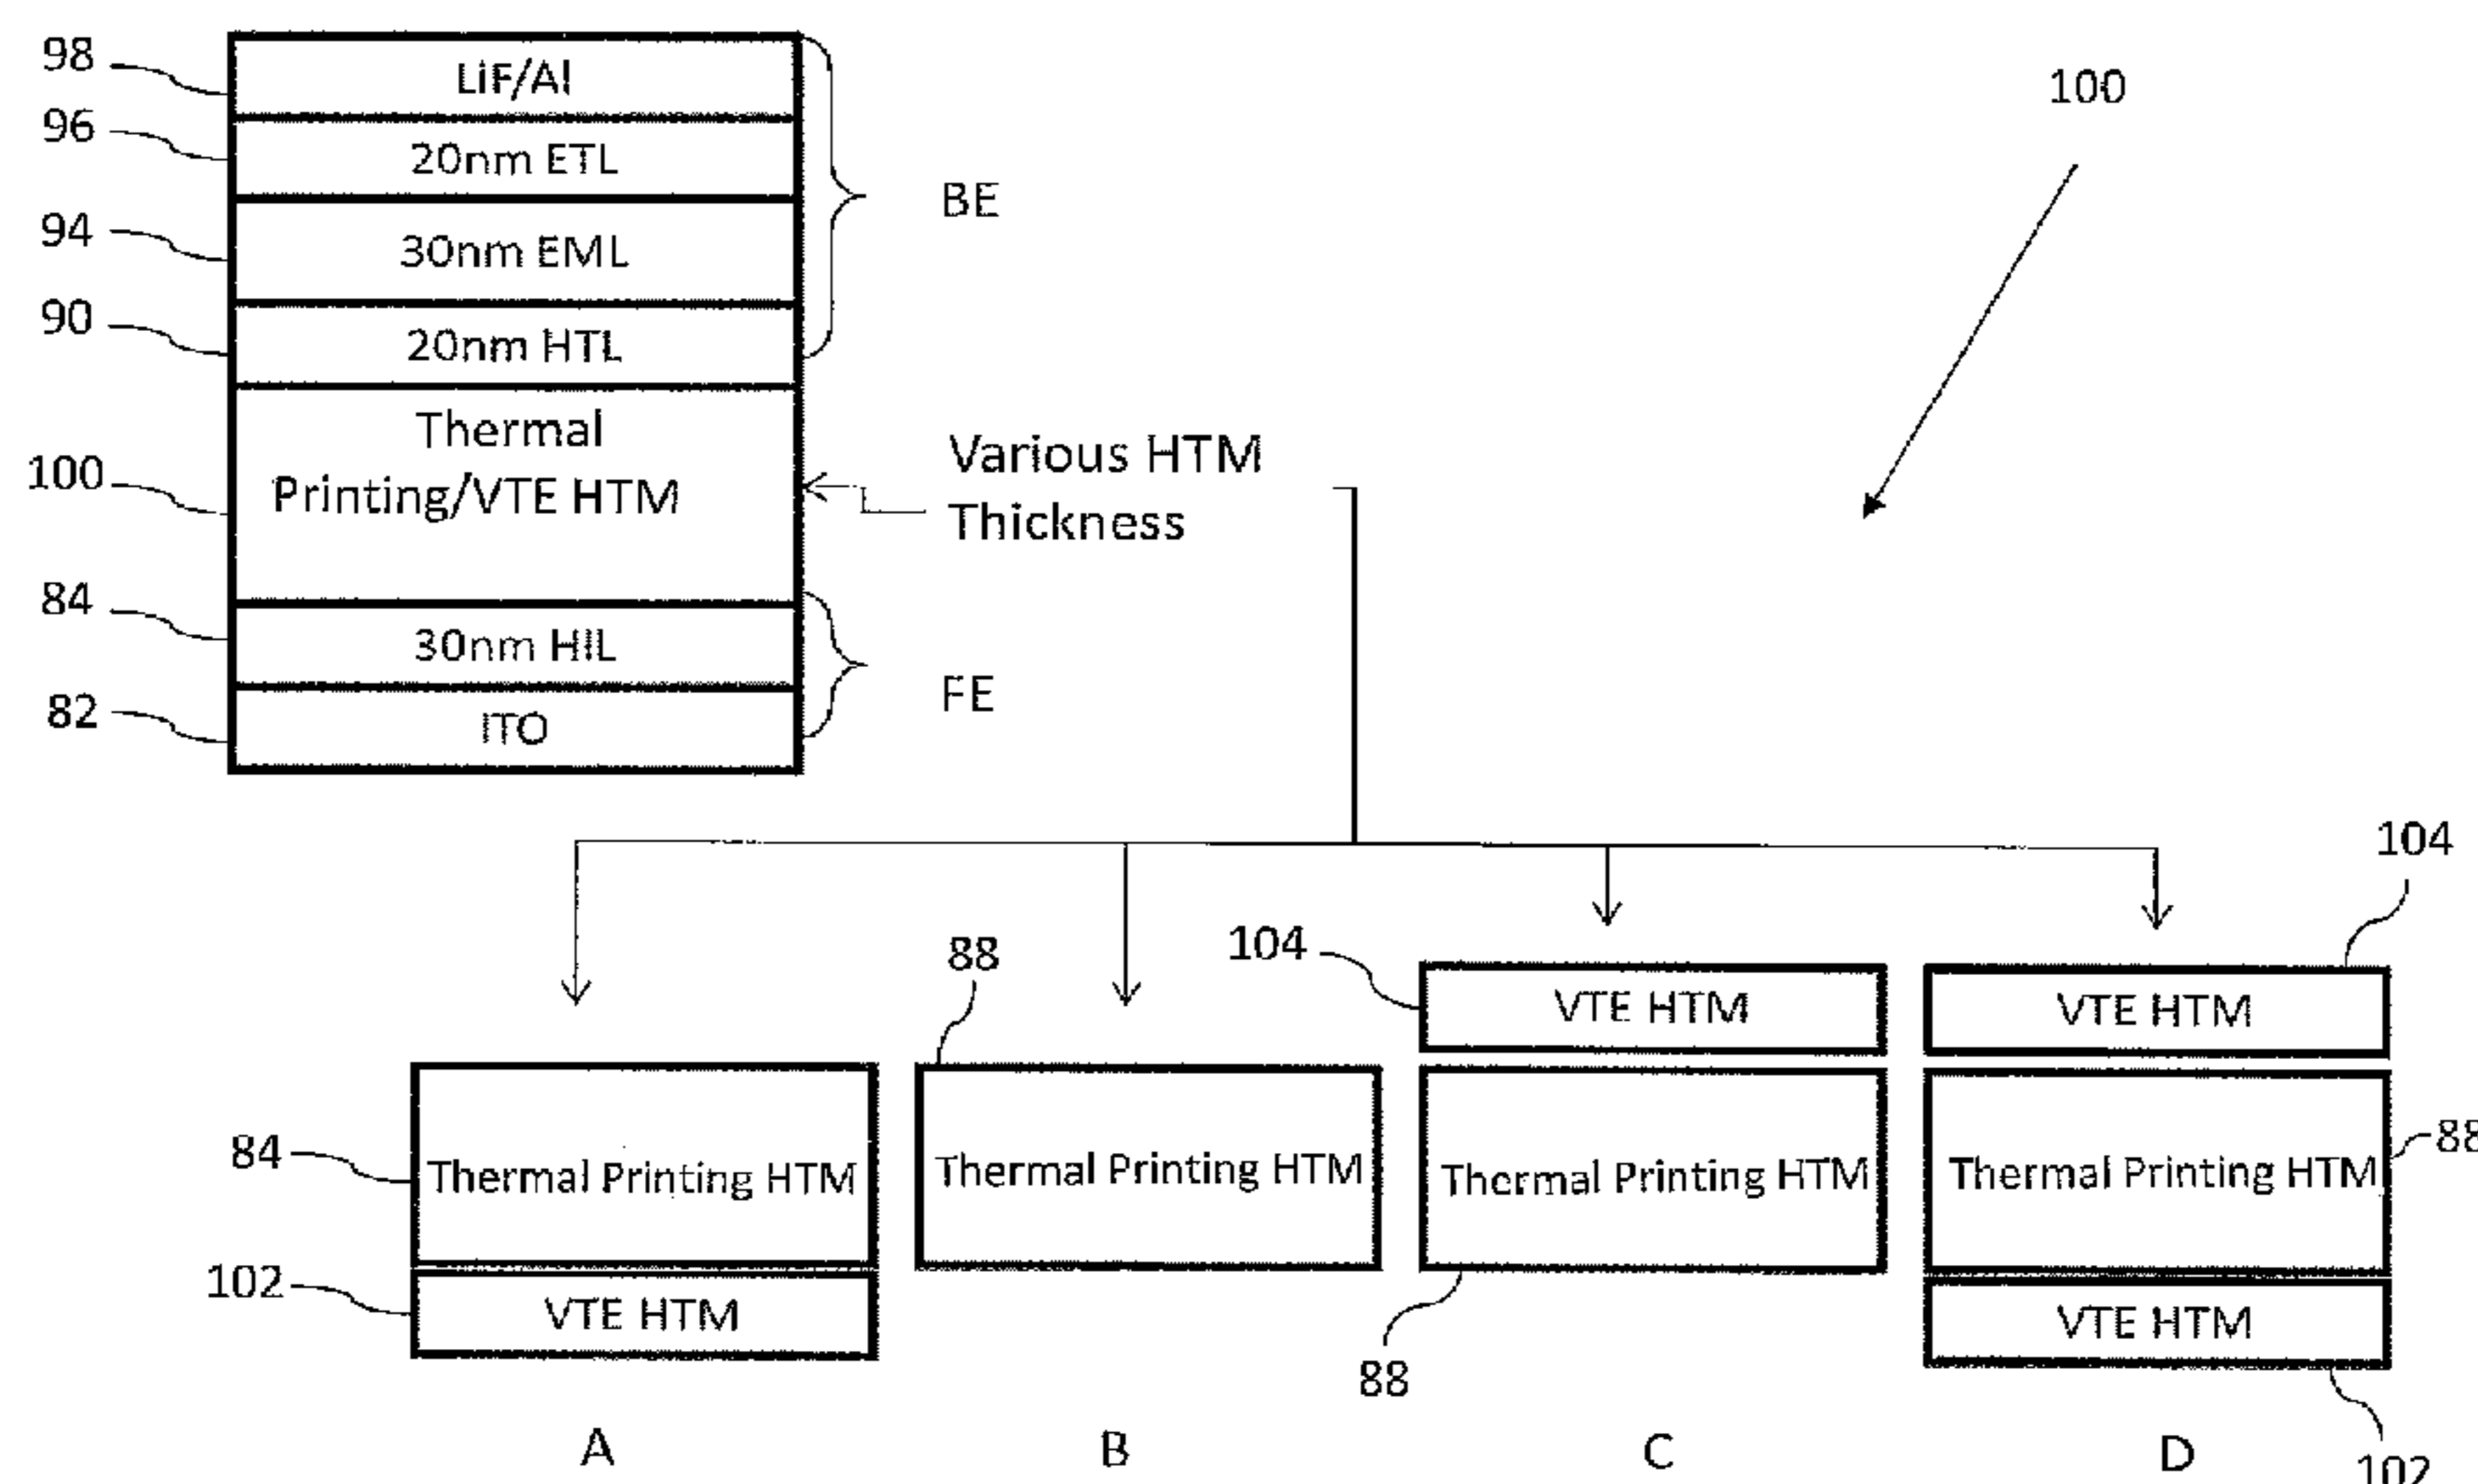 98
LiF/Al
100
96
20nm ETL
BE
94
30nm EML
90
20nm HTL
Thermal
Printing/VTE HTM
100
Various HTM
Thickness
84
30nm HIL
FE
82
ITO
104
88
104
VTE HTM
VTE HTM
84
Thermal Printing HTM
Thermal Printing HTM
Thermal Printing HTM
Thermal Printing HTM
88
102
VTE HTM
VTE HTM
88
A
B
C
D
102